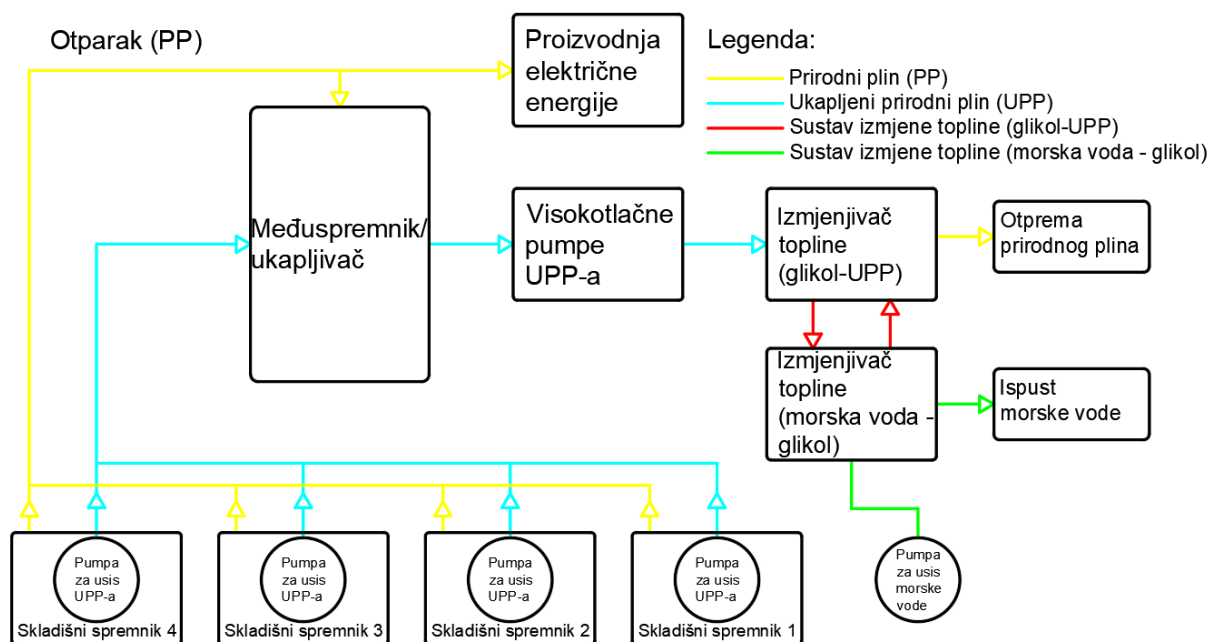 Otparak (PP)
Proizvodnja
električne
energije
Legenda:
Prirodni plin (PP)
Ukapljeni prirodni plin (UPP)
Sustav izmjene topline (glikol-UPP)
Sustav izmjene topline (morska voda - glikol)
Međuspremnik/
ukapljivač
Visokotlačne
pumpe
UPP-a
Izmjenjivač
topline
(glikol-UPP)
Otprema
prirodnog plina
Izmjenjivač
topline
(morska voda -
glikol)
Ispust
morske vode
Pumpa
za usis
UPP-a
Skladišni spremnik 4
Pumpa
za usis
UPP-a
Skladišni spremnik 3
Pumpa
za usis
UPP-a
Skladišni spremnik 2
Pumpa
za usis
UPP-a
Skladišni spremnik 1
Pumpa
za usis
morske
vode